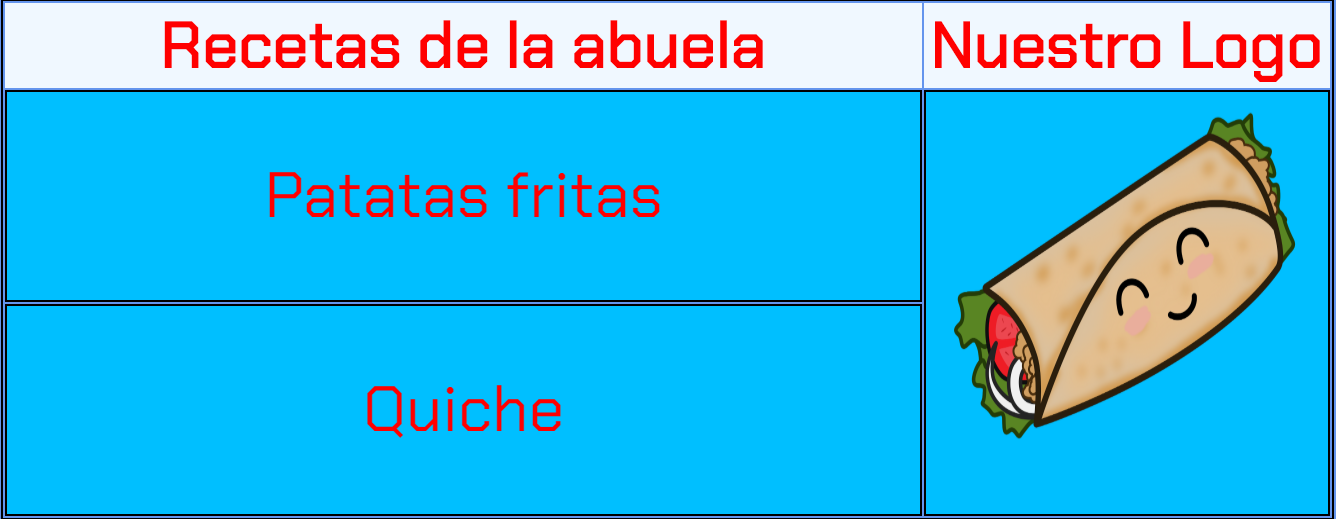 Recetas de la abuela
Nuestro Logo
Patatas fritas
Quiche